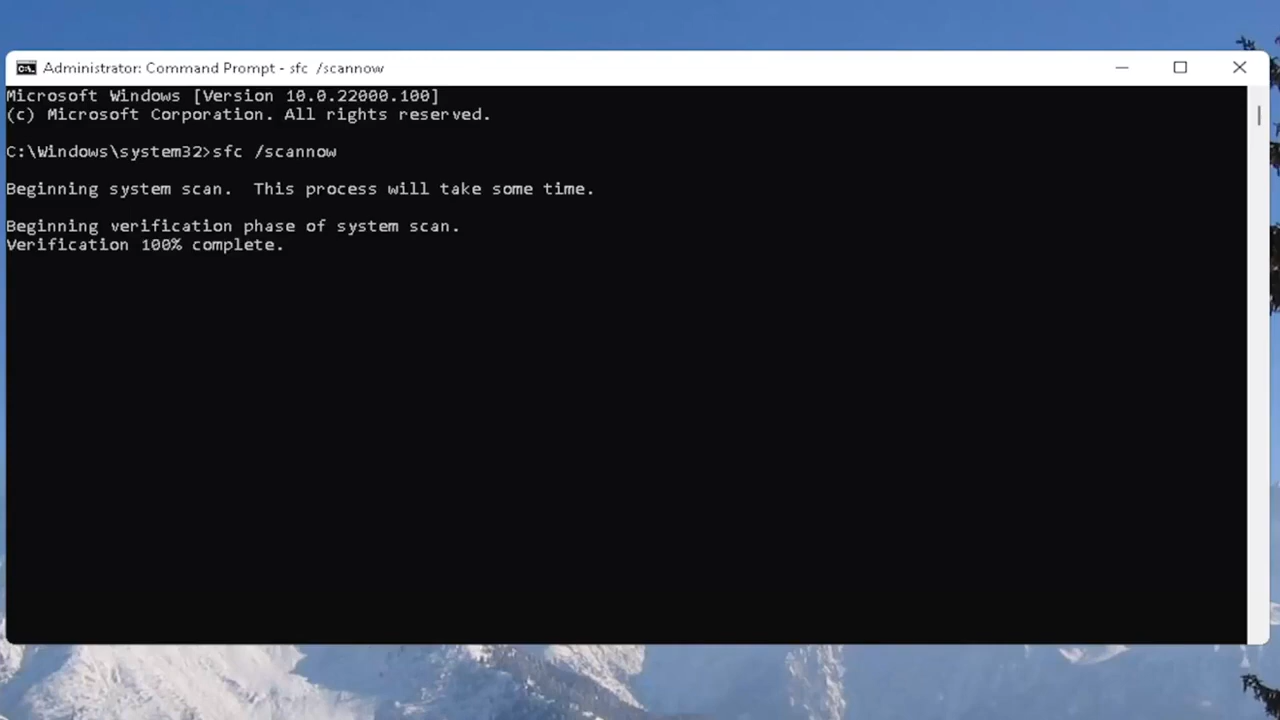 Administrator: Command Prompt - sfc  /scannow
Microsoft Windows [Version 10.0.22000.100]
(c) Microsoft Corporation. All rights reserved.
C:\Windows\system32>sfc /scannow
Beginning system scan.  This process will take some time.
Beginning verification phase of system scan.
Verification 100% complete.